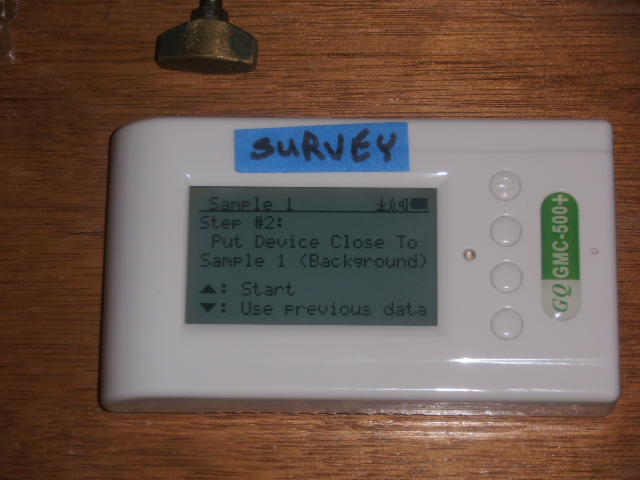 SURVEY
Sample 1
Step #2:
Put Device Close To
Sample 1 (Background)
▲: Start
▼: Use previous data
GQ GMC-500+